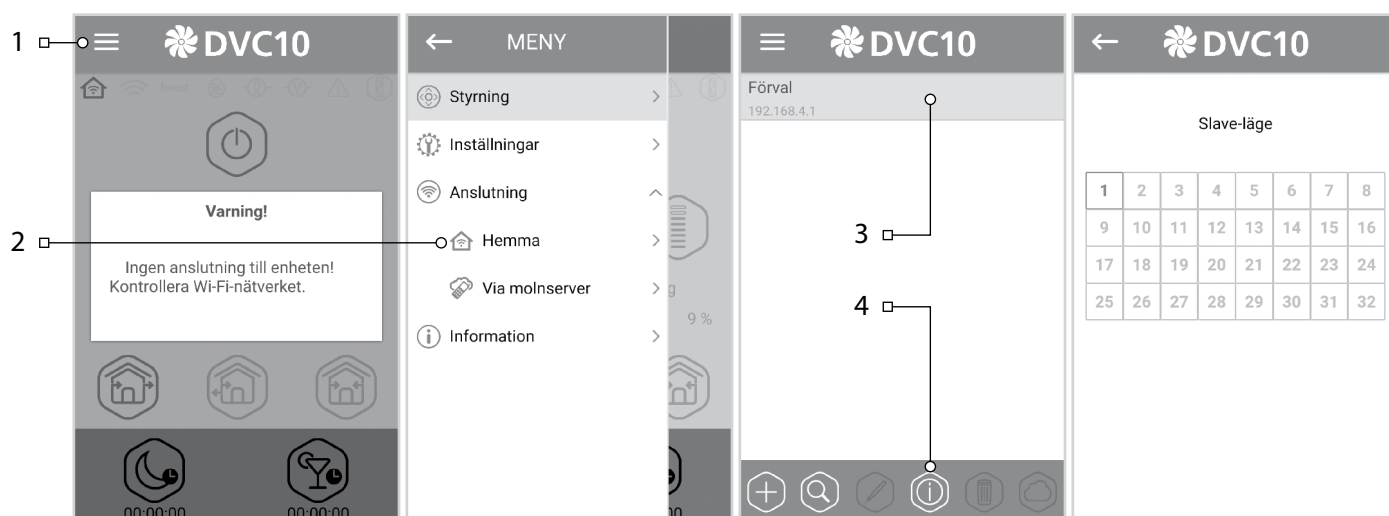 1
2
DVC10
boost
Varning!
Ingen anslutning till enheten!
Kontrollera Wi-Fi-nätverket.
00:00:00 00:00:00
MENY
Styrning
Inställningar
Anslutning
Hemma
Via molnserver
Information
g
9 %
DVC10
Förval
192.168.4.1
3
4
DVC10
Slave-läge
1 2 3 4 5 6 7 8
9 10 11 12 13 14 15 16
17 18 19 20 21 22 23 24
25 26 27 28 29 30 31 32